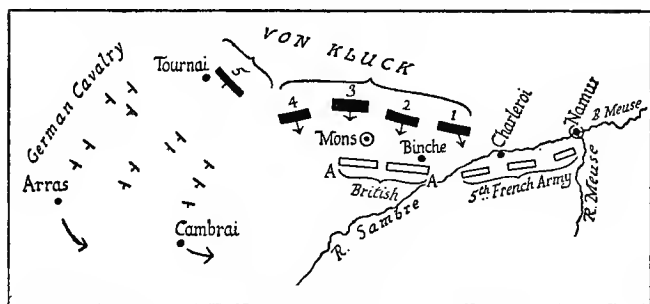 VON KLUCK
German Cavalry
Tournai
5
4
3
2
1
Mons
Binche
Charleroi
Namur
R. Meuse
Arras
A
British
A
5th French Army
R. Meuse
R. Sambre
Cambrai